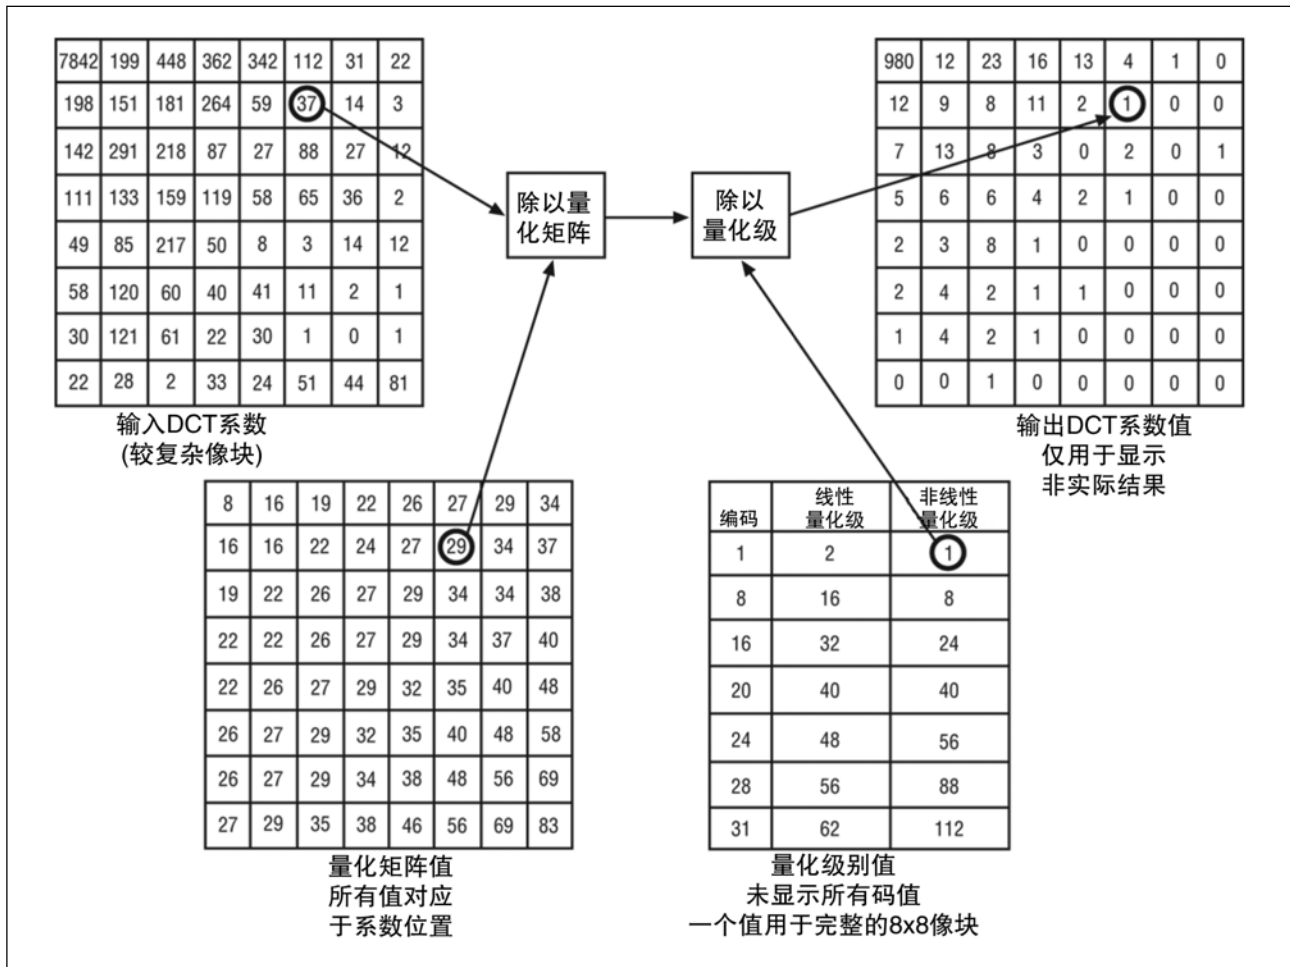 7842 199 448 362 342 112 31 22
198 151 181 264 59 37 14 3
142 291 218 87 27 88 27 12
111 133 159 119 58 65 36 2
49 85 217 50 8 3 14 12
58 120 60 40 41 11 2 1
30 121 61 22 30 1 0 1
22 28 2 33 24 51 44 81
输入DCT系数
(较复杂像块)
除以量
化矩阵
除以
量化级
980 12 23 16 13 4 1 0
12 9 8 11 2 1 0 0
7 13 8 3 0 2 0 1
5 6 6 4 2 1 0 0
2 3 8 1 0 0 0 0
2 4 2 1 1 0 0 0
1 4 2 1 0 0 0 0
0 0 1 0 0 0 0 0
输出DCT系数值
仅用于显示
非实际结果
8 16 19 22 26 27 29 34
16 16 22 24 27 29 34 37
19 22 26 27 29 34 34 38
22 22 26 27 29 34 37 40
22 26 27 29 32 35 40 48
26 27 29 32 35 40 48 58
26 27 29 34 38 48 56 69
27 29 35 38 46 56 69 83
量化矩阵值
所有值对应
于系数位置
线性 非线性
编码 量化级 量化级
1 2 1
8 16 8
16 32 24
20 40 40
24 48 56
28 56 88
31 62 112
量化级别值
未显示所有码值
一个值用于完整的8x8像块